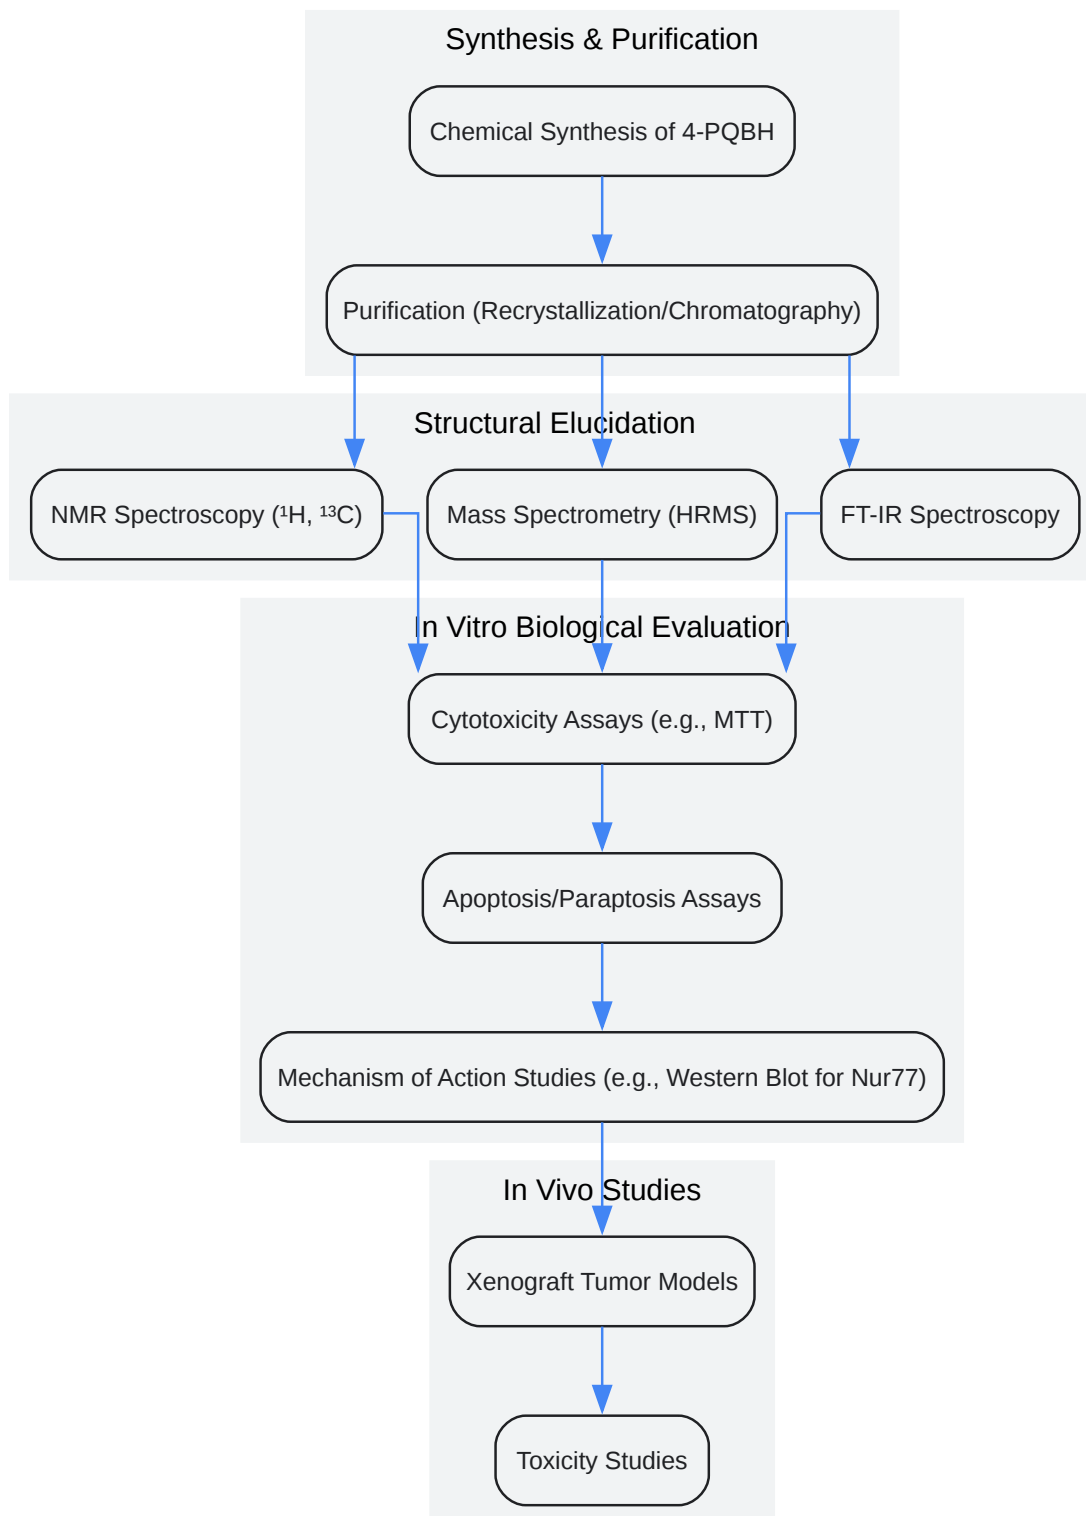 Synthesis & Purification
Chemical Synthesis of 4-PQBH
Purification (Recrystallization/Chromatography)
Structural Elucidation
NMR Spectroscopy (¹H, ¹³C)
Mass Spectrometry (HRMS)
FT-IR Spectroscopy
In Vitro Biological Evaluation
Cytotoxicity Assays (e.g., MTT)
Apoptosis/Paraptosis Assays
Mechanism of Action Studies (e.g., Western Blot for Nur77)
In Vivo Studies
Xenograft Tumor Models
Toxicity Studies